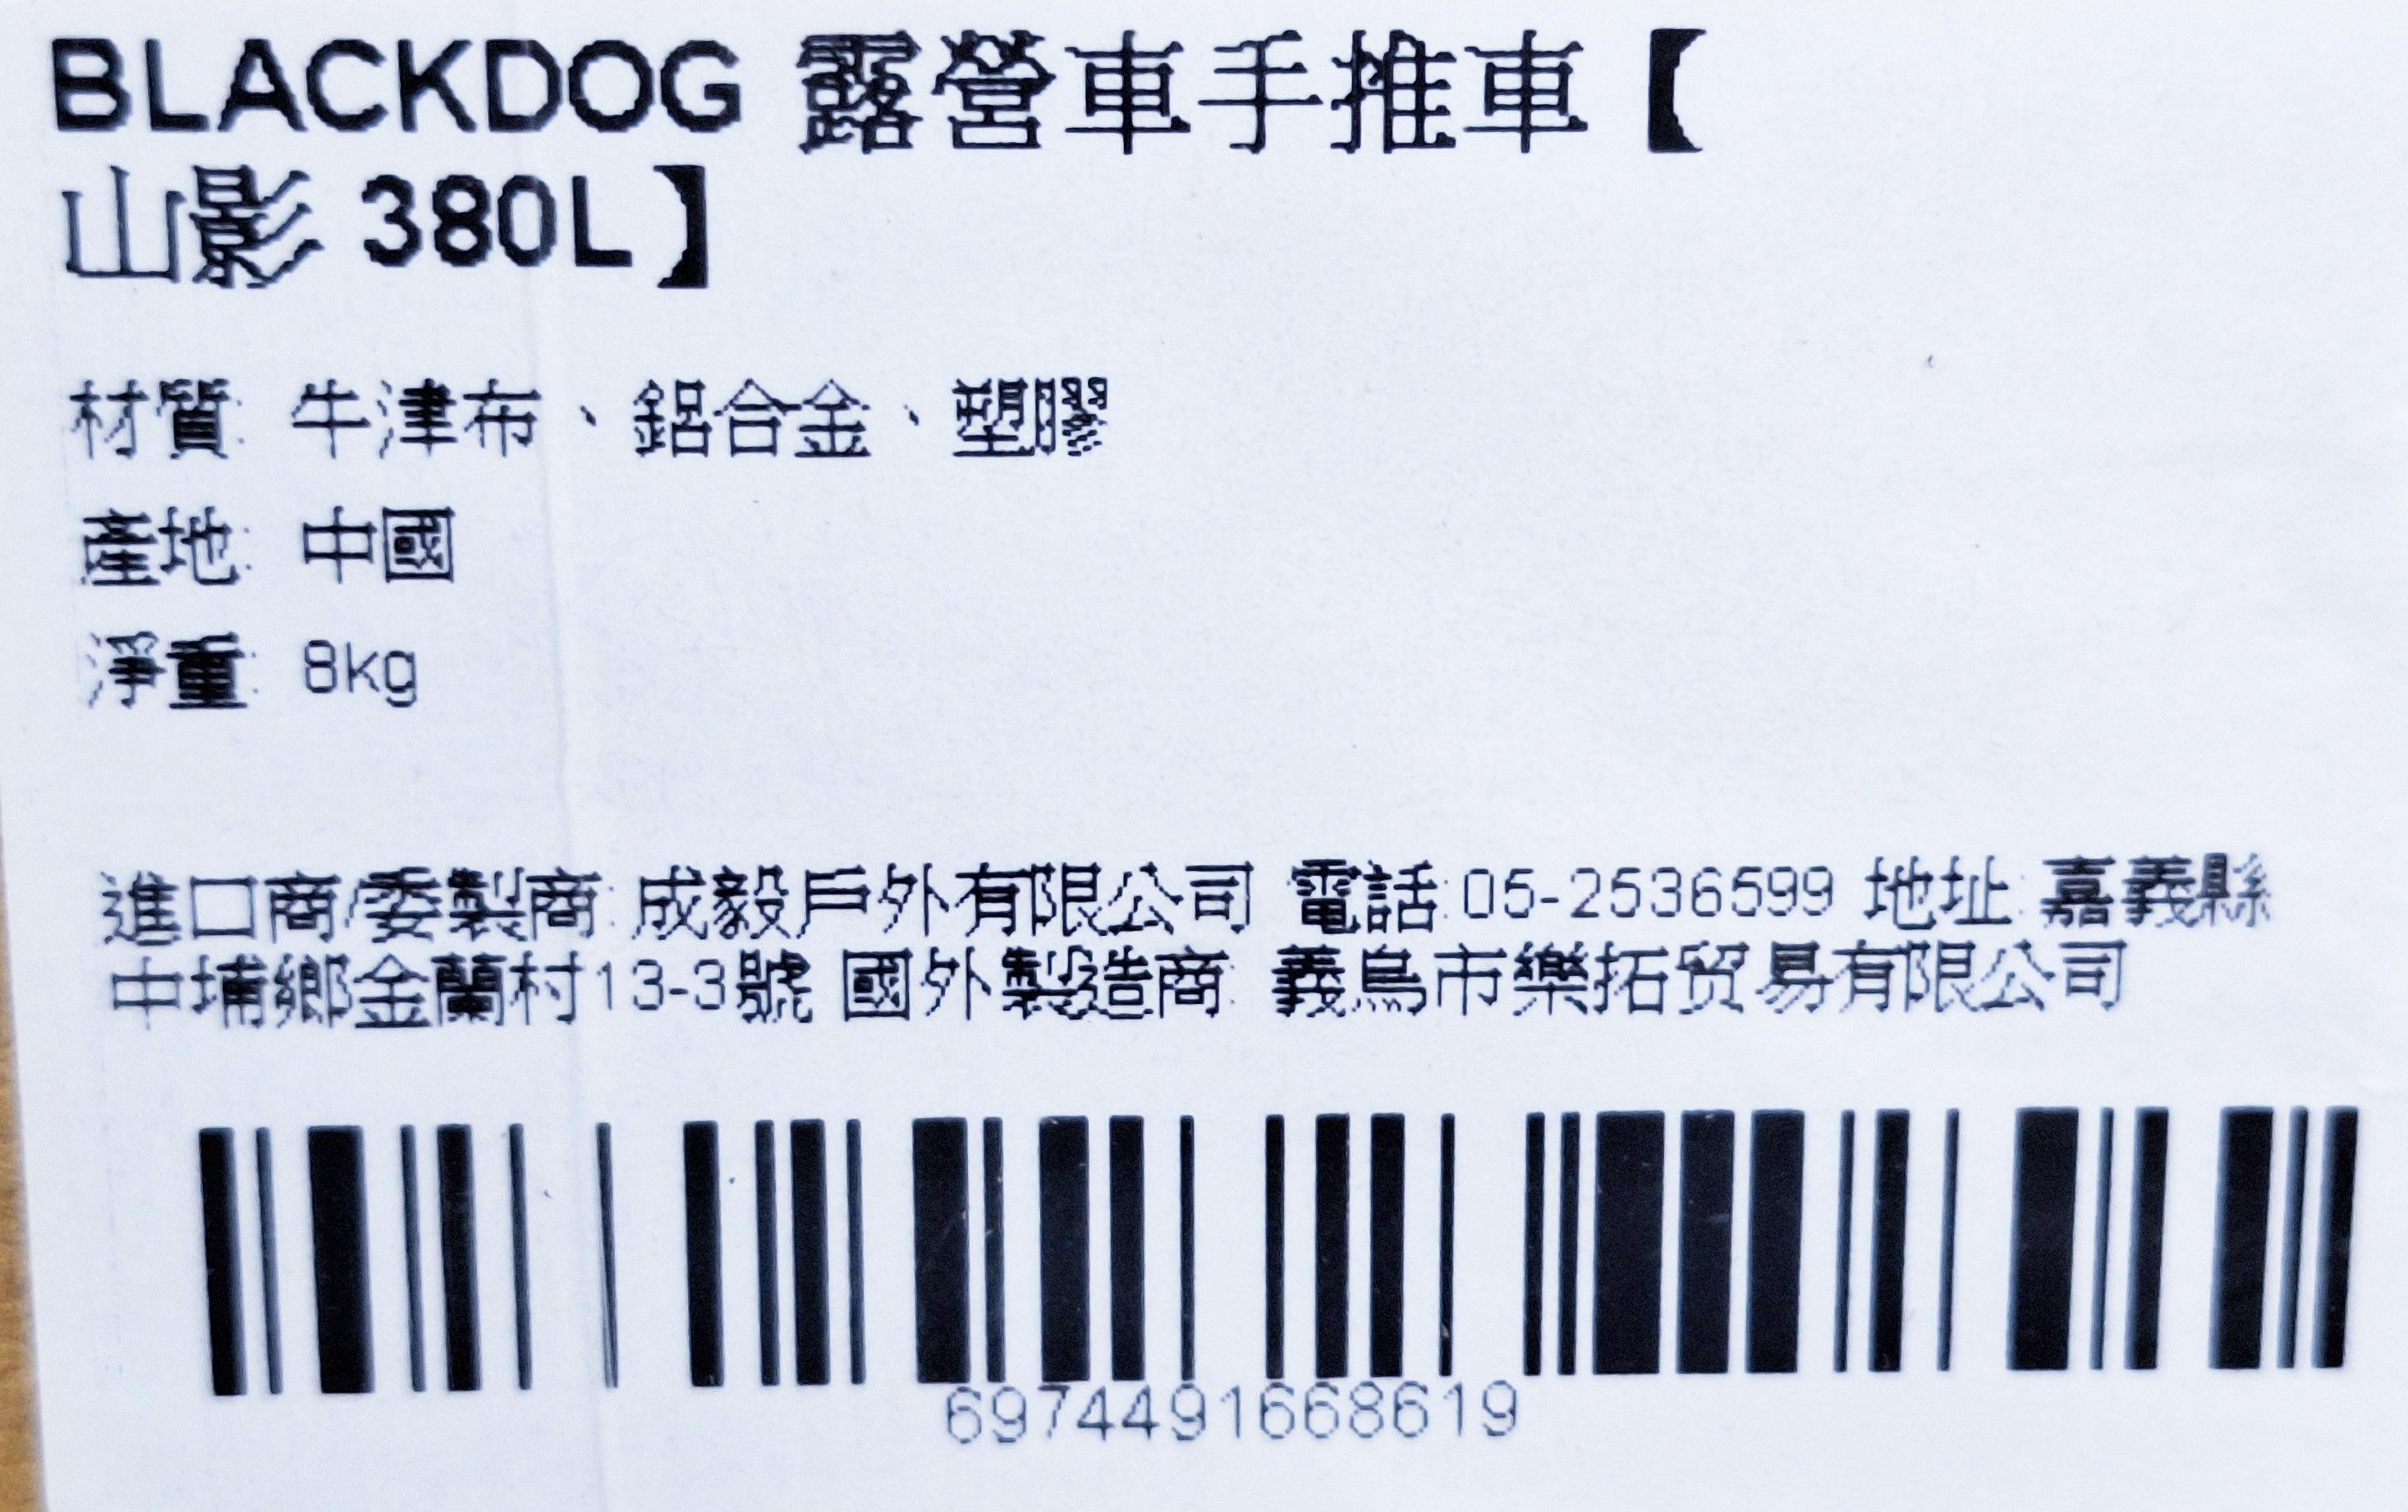 BLACKDOG 露營車手推車【
山影 380L】
材質: 牛津布、鋁合金、塑膠
產地: 中國
淨重: 8kg
進口商/委製商: 成毅戶外有限公司 電話:05-2536599 地址: 嘉義縣
中埔鄉金蘭村13-3號 國外製造商: 義烏市樂拓贸易有限公司
6974491668619